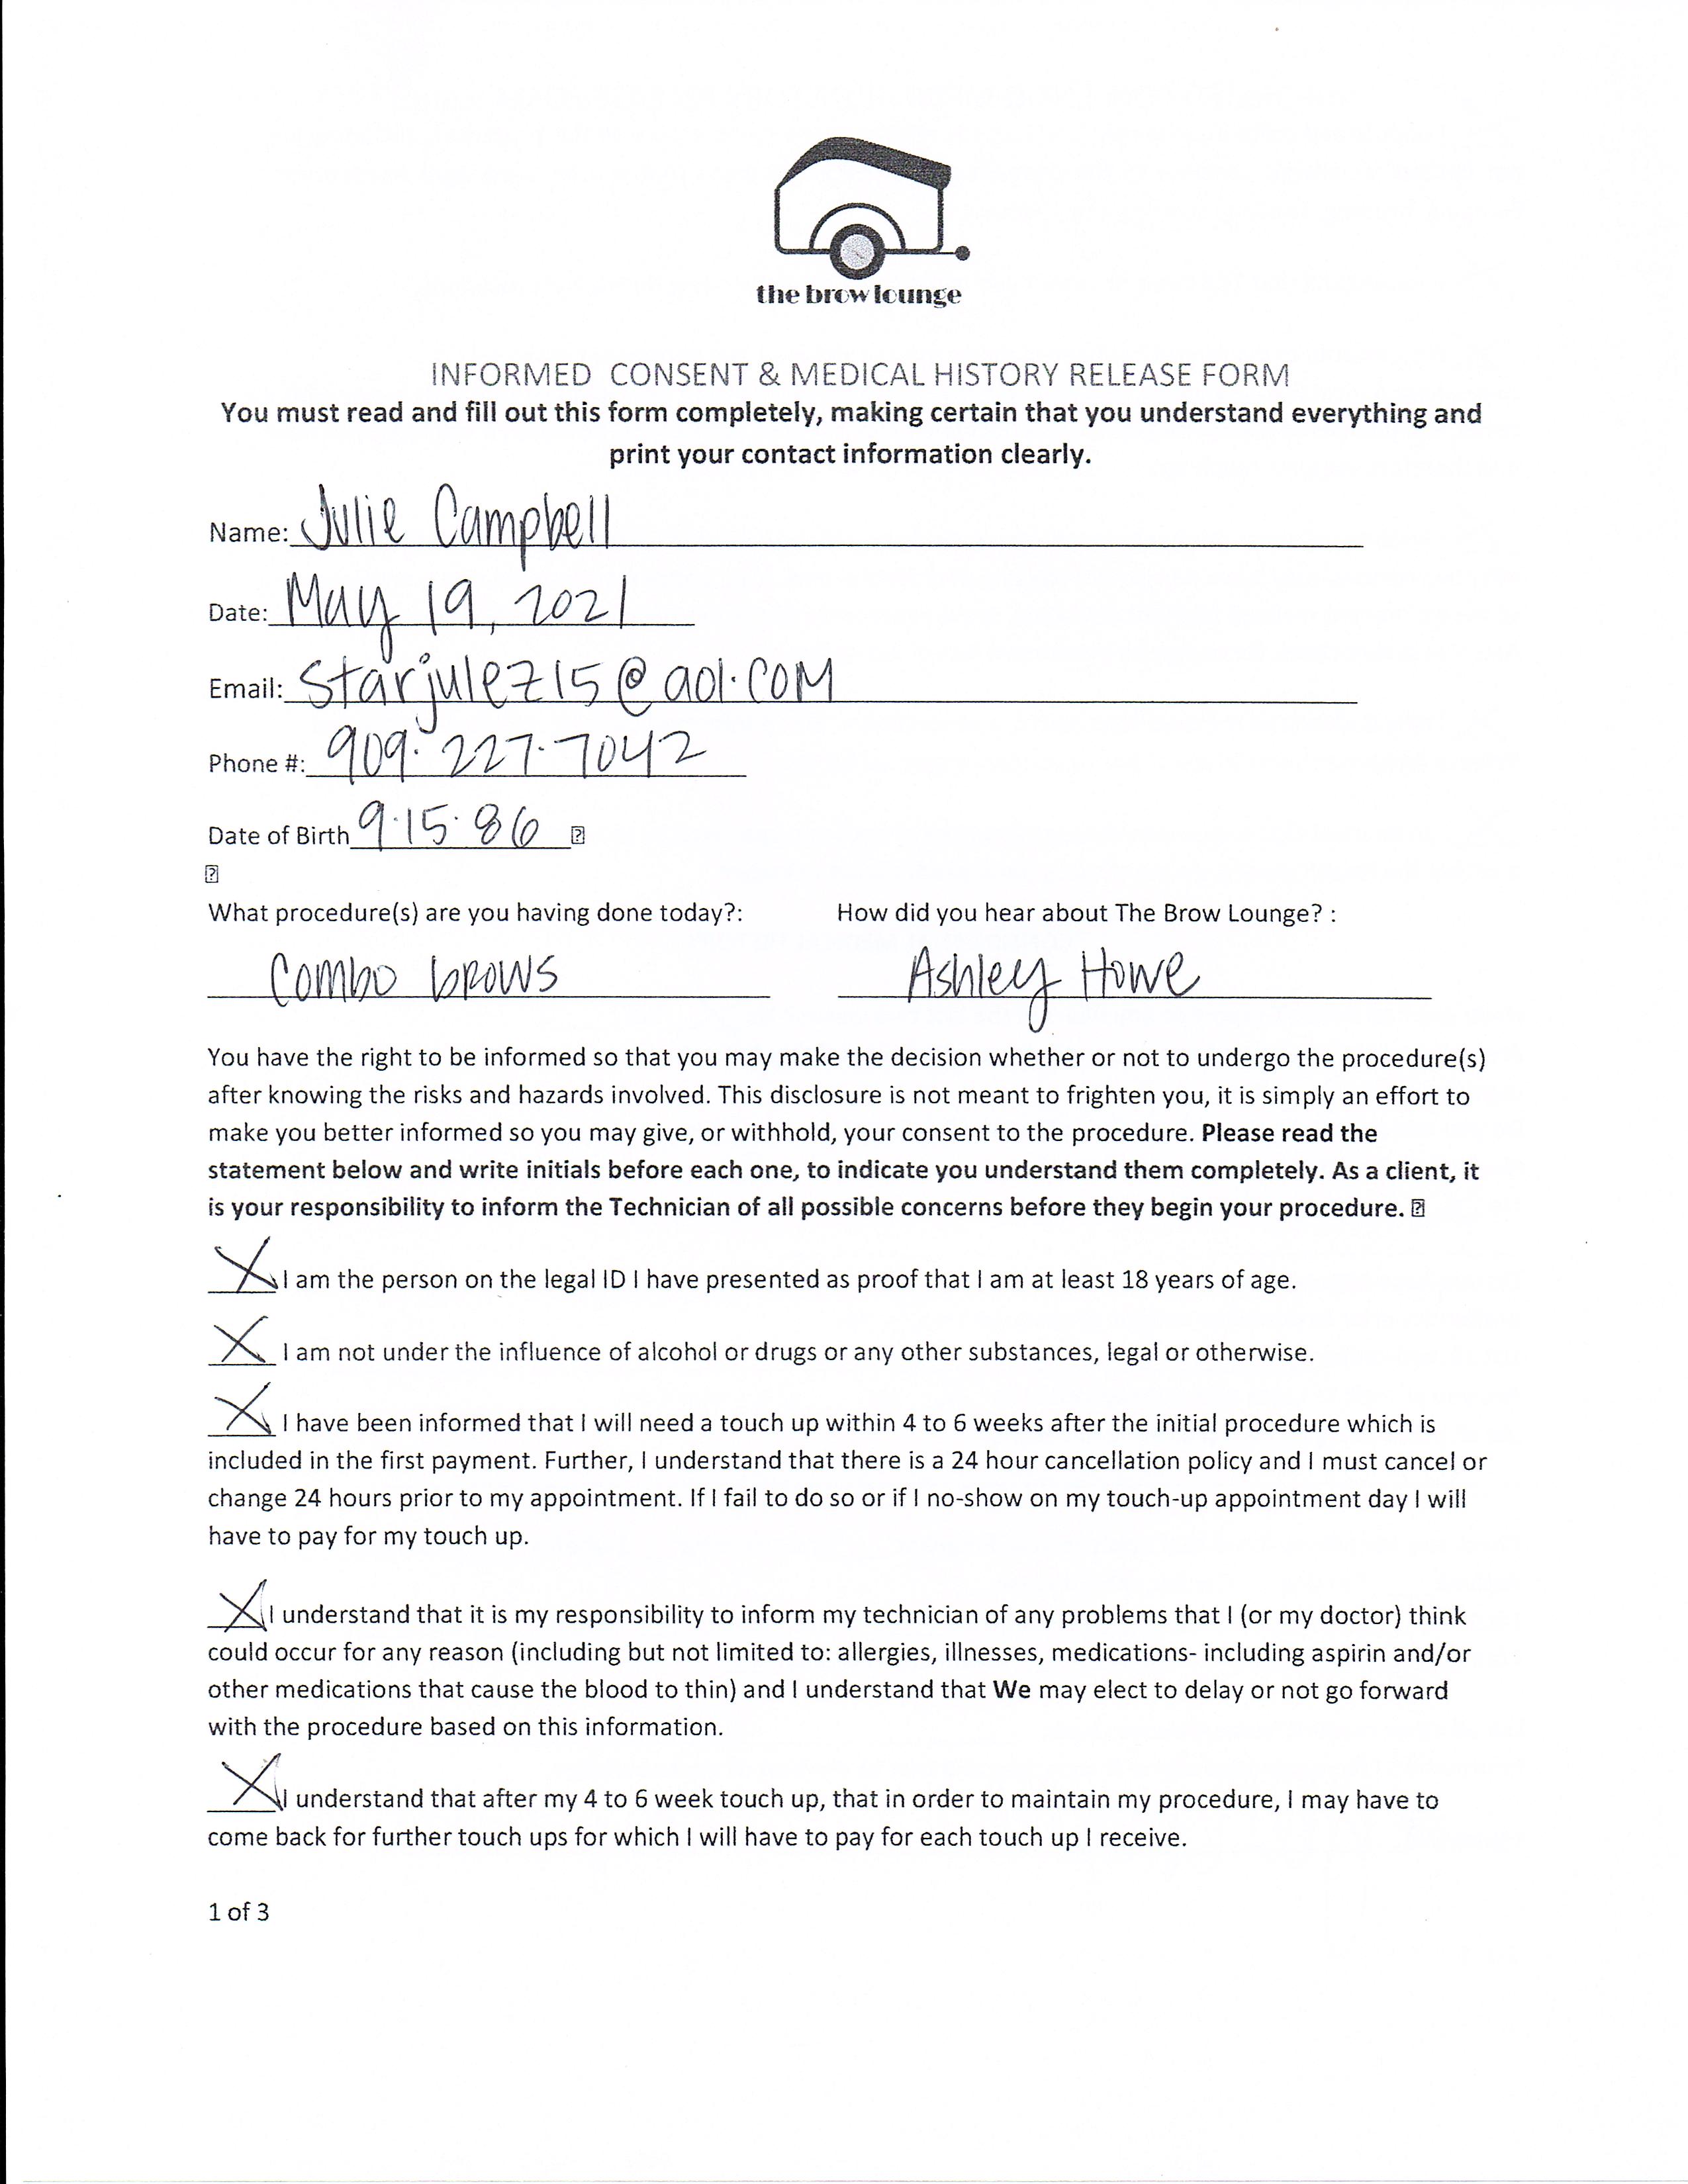 the brow lounge
INFORMED CONSENT & MEDICAL HISTORY RELEASE FORM
You must read and fill out this form completely, making certain that you understand everything and
print your contact information clearly.
Name: Julie Campbell
Date: May 19, 2021
Email: starjulez15@aol.com
Phone #: 909.227.7042
Date of Birth 9.15.86
What procedure(s) are you having done today?: How did you hear about The Brow Lounge? :
Combo brows Ashley Howe
You have the right to be informed so that you may make the decision whether or not to undergo the procedure(s)
after knowing the risks and hazards involved. This disclosure is not meant to frighten you, it is simply an effort to
make you better informed so you may give, or withhold, your consent to the procedure. Please read the
statement below and write initials before each one, to indicate you understand them completely. As a client, it
is your responsibility to inform the Technician of all possible concerns before they begin your procedure.
X I am the person on the legal ID I have presented as proof that I am at least 18 years of age.
X I am not under the influence of alcohol or drugs or any other substances, legal or otherwise.
X I have been informed that I will need a touch up within 4 to 6 weeks after the initial procedure which is
included in the first payment. Further, I understand that there is a 24 hour cancellation policy and I must cancel or
change 24 hours prior to my appointment. If I fail to do so or if I no-show on my touch-up appointment day I will
have to pay for my touch up.
X I understand that it is my responsibility to inform my technician of any problems that I (or my doctor) think
could occur for any reason (including but not limited to: allergies, illnesses, medications- including aspirin and/or
other medications that cause the blood to thin) and I understand that We may elect to delay or not go forward
with the procedure based on this information.
X I understand that after my 4 to 6 week touch up, that in order to maintain my procedure, I may have to
come back for further touch ups for which I will have to pay for each touch up I receive.
1 of 3